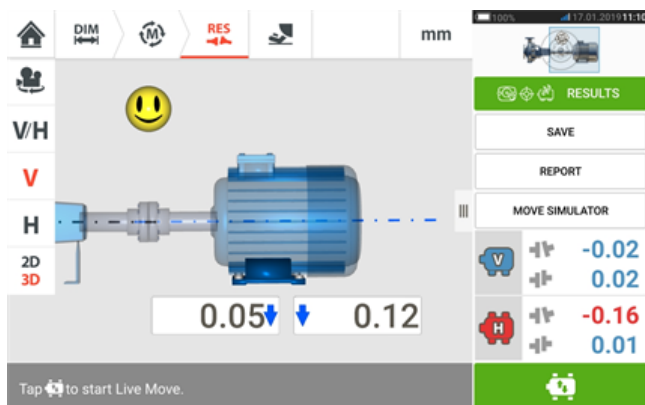 DIM
M
RES
mm
100%
17.01.2019 11:10
RESULTS
V/H
SAVE
V
REPORT
H
MOVE SIMULATOR
2D
3D
V
-0.02
0.02
0.05
0.12
H
-0.16
0.01
Tap to start Live Move.